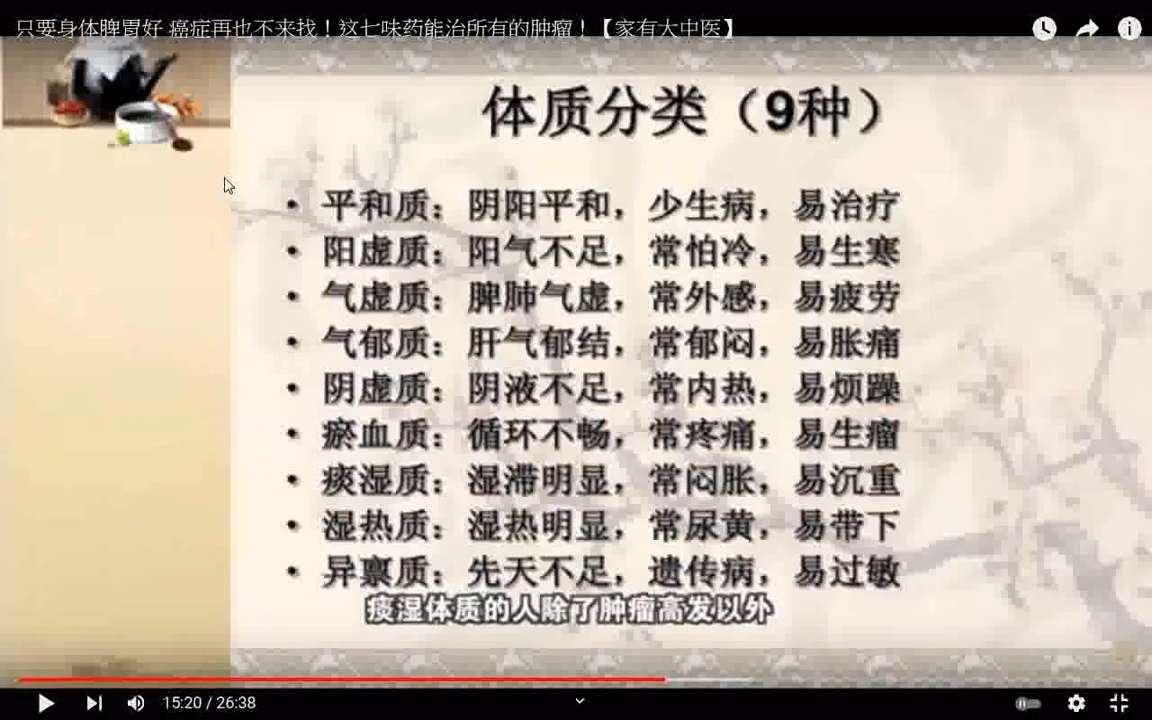 只要身体脾胃好 癌症再也不来找！这七味药能治所有的肿瘤！【家有大中医】
体质分类（9种）
• 平和质：阴阳平和，少生病，易治疗
• 阳虚质：阳气不足，常怕冷，易生寒
• 气虚质：脾肺气虚，常外感，易疲劳
• 气郁质：肝气郁结，常郁闷，易胀痛
• 阴虚质：阴液不足，常内热，易烦躁
• 瘀血质：循环不畅，常疼痛，易生瘤
• 痰湿质：湿滞明显，常闷胀，易沉重
• 湿热质：湿热明显，常尿黄，易带下
• 异禀质：先天不足，遗传病，易过敏
痰湿体质的人除了肿瘤高发以外
15:20 / 26:38